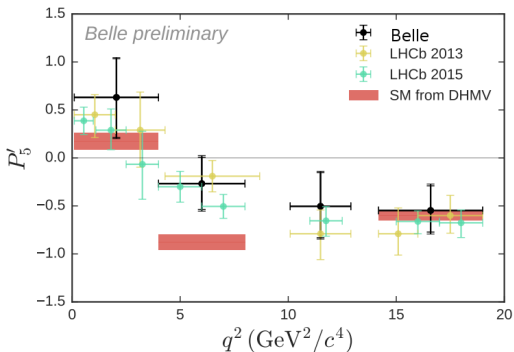 Belle preliminary
Belle
LHCb 2013
LHCb 2015
SM from DHMV
1.5
1.0
0.5
0.0
−0.5
−1.0
−1.5
P′5
0 5 10 15 20
q² (GeV²/c⁴)